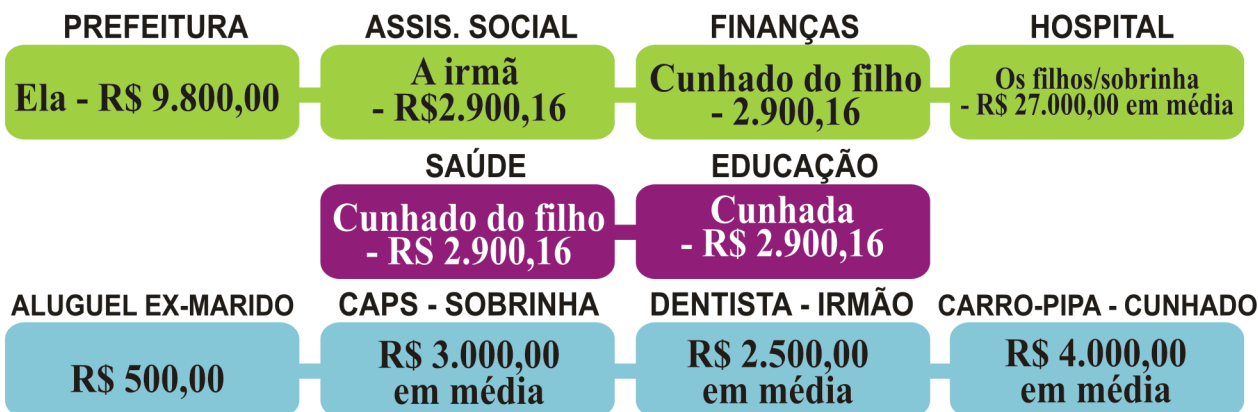 PREFEITURA
Ela - R$ 9.800,00
ASSIS. SOCIAL
A irmã
- R$2.900,16
FINANÇAS
Cunhado do filho
- 2.900,16
HOSPITAL
Os filhos/sobrinha
- R$ 27.000,00 em média
SAÚDE
Cunhado do filho
- RS 2.900,16
EDUCAÇÃO
Cunhada
- R$ 2.900,16
ALUGUEL EX-MARIDO
R$ 500,00
CAPS - SOBRINHA
R$ 3.000,00
em média
DENTISTA - IRMÃO
R$ 2.500,00
em média
CARRO-PIPA - CUNHADO
R$ 4.000,00
em média